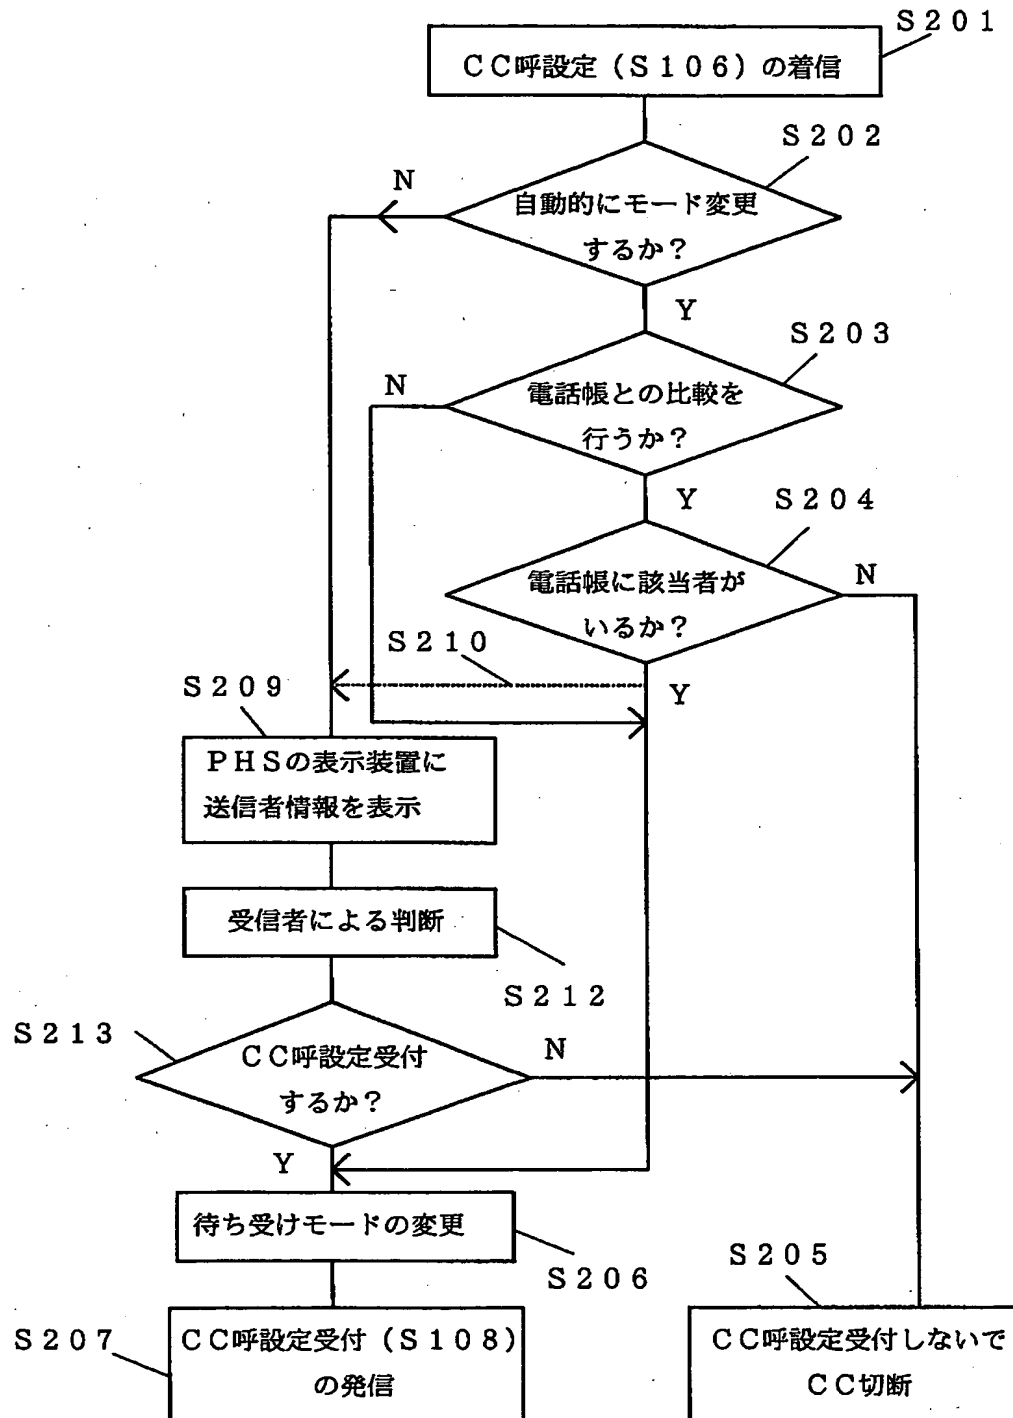 S201
CC呼設定(S106)の着信
S202
N
自動的にモード変更
するか?
Y
S203
N
電話帳との比較を
行うか?
Y
S204
電話帳に該当者が
いるか?
N
S210
Y
S209
PHSの表示装置に
送信者情報を表示
受信者による判断
S212
S213
CC呼設定受付
するか?
N
Y
待ち受けモードの変更
S206
S205
S207
CC呼設定受付(S108)
の発信
CC呼設定受付しないで
CC切断